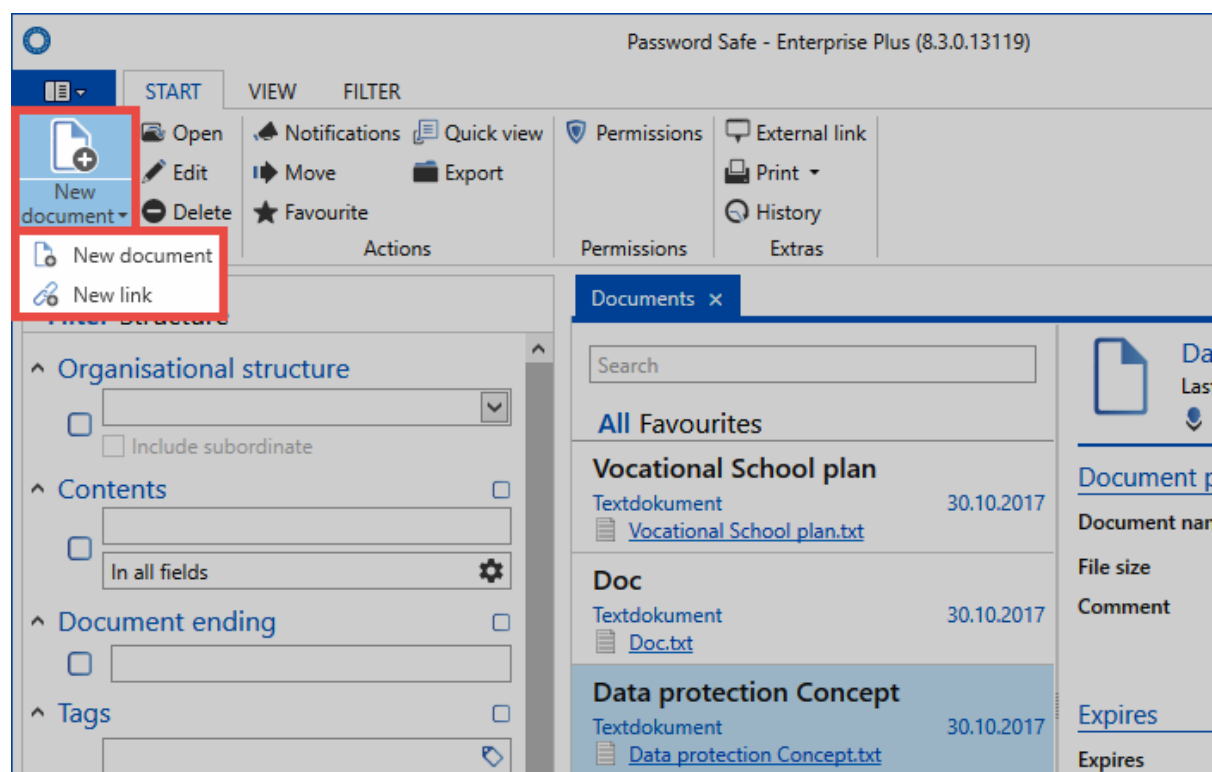 Password Safe - Enterprise Plus (8.3.0.13119)
START VIEW FILTER
New document
Open
Edit
Delete
Notifications
Move
Favourite
Quick view
Export
Actions
Permissions
Permissions
External link
Print
History
Extras
New document
New link
Structure
Organisational structure
Include subordinate
Contents
In all fields
Document ending
Tags
Documents ×
Search
All Favourites
Vocational School plan
Textdokument 30.10.2017
Vocational School plan.txt
Doc
Textdokument 30.10.2017
Doc.txt
Data protection Concept
Textdokument 30.10.2017
Data protection Concept.txt
Da
Las
Document p
Document nar
File size
Comment
Expires
Expires